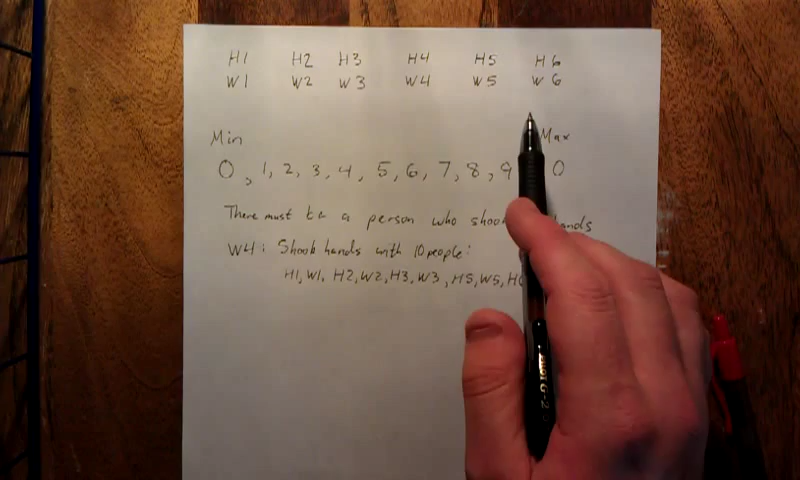 H1 H2 H3 H4 H5 H6
W1 W2 W3 W4 W5 W6
Min Max
0, 1, 2, 3, 4, 5, 6, 7, 8, 9 0
There must be a person who shook hands
W4: Shook hands with 10 people:
H1, W1, H2, W2, H3, W3, H5, W5, H